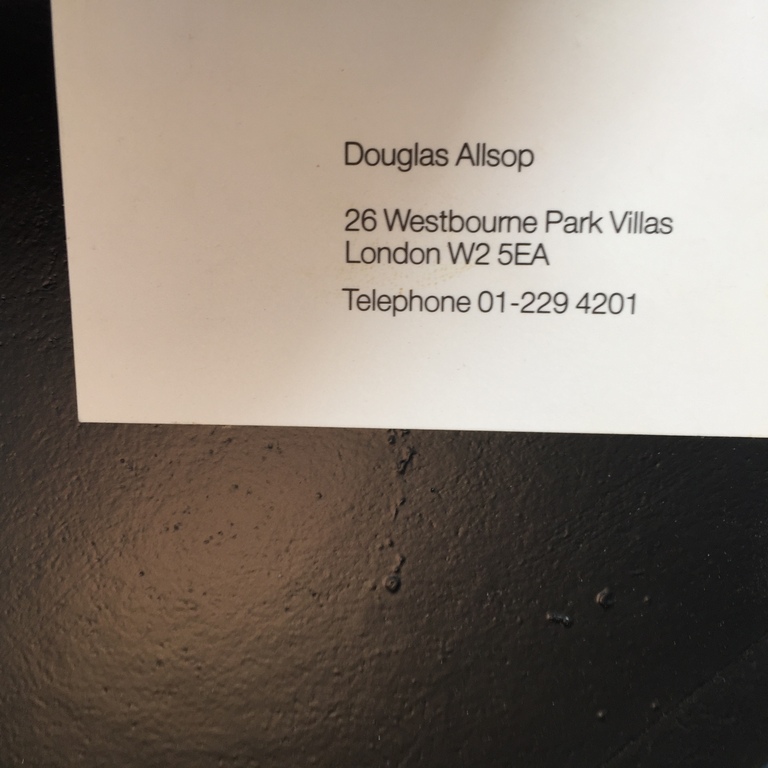 Douglas Allsop
26 Westbourne Park Villas
London W2 5EA
Telephone 01-229 4201